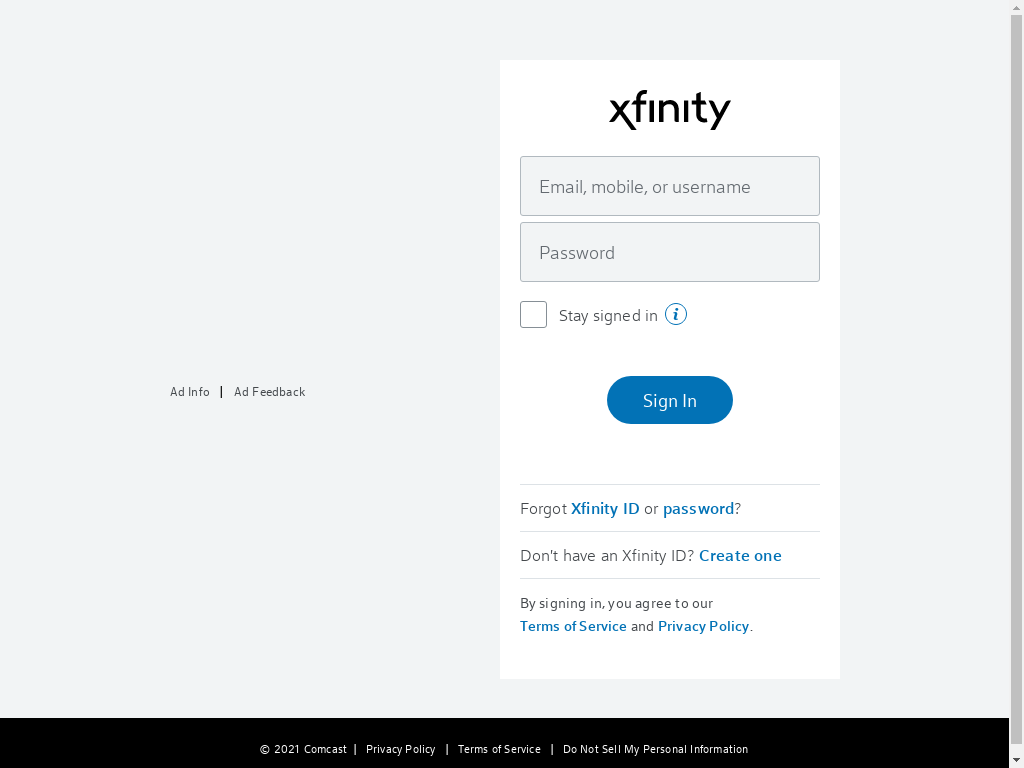 xfinity
Email, mobile, or username
Password
Stay signed in
Ad Info | Ad Feedback
Sign In
Forgot Xfinity ID or password?
Don't have an Xfinity ID? Create one
By signing in, you agree to our
Terms of Service and Privacy Policy.
© 2021 Comcast | Privacy Policy | Terms of Service | Do Not Sell My Personal Information